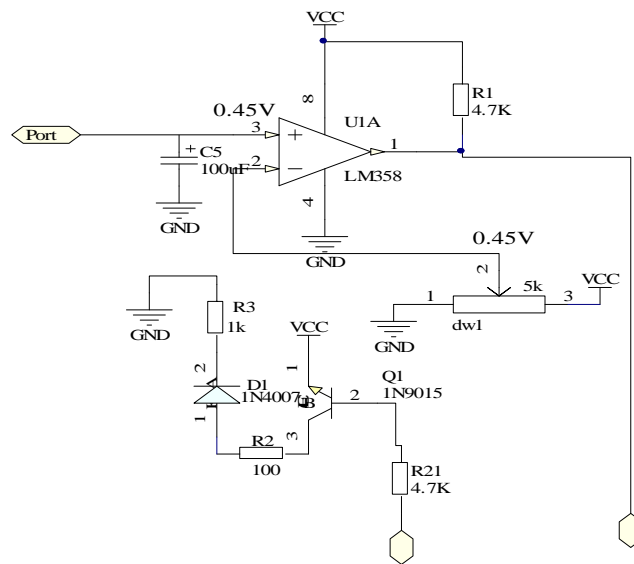 VCC
R1
4.7K
0.45V
8
U1A
Port
3
1
C5
2
100uF
LM358
4
GND
GND
0.45V
2
VCC
5k
1
3
R3
GND
1k
VCC
GND
dw1
2
1
Q1
D1
1N4007
1N9015
2
1
R2
3
100
R21
4.7K